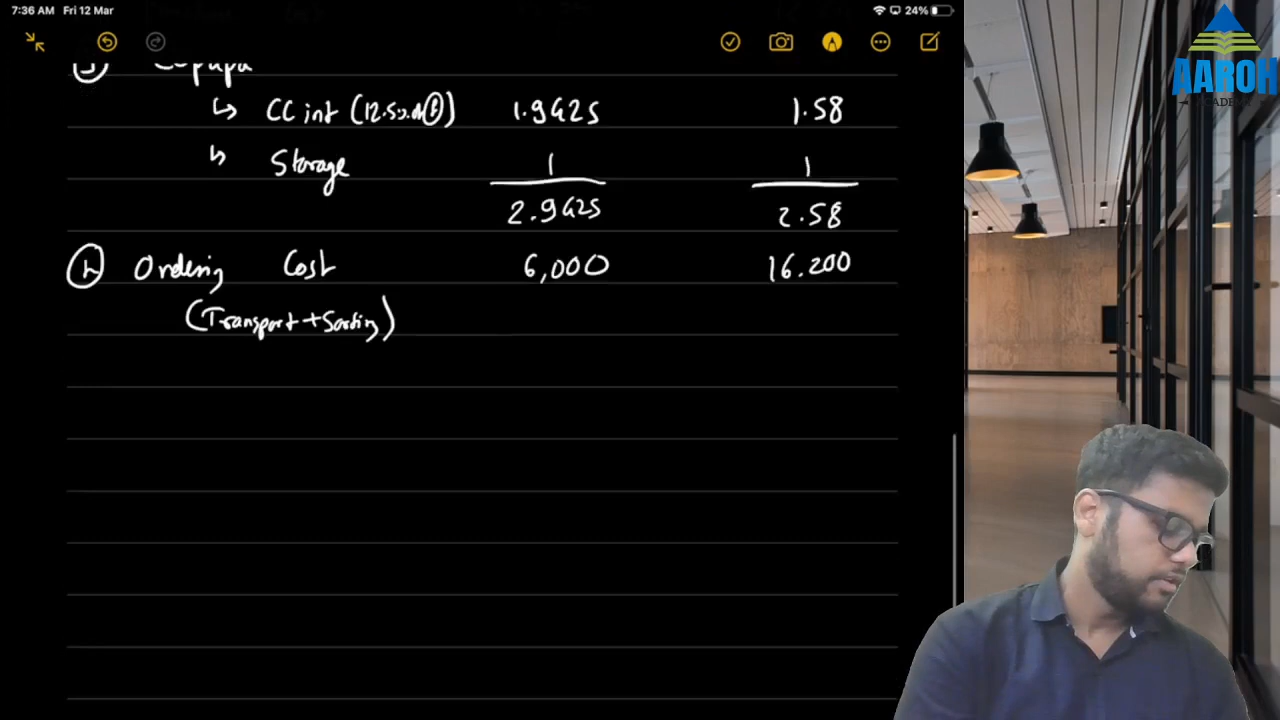 7:36 AM Fri 12 Mar 24%
AAROH
CC int (12.5% of f) 1.9425 1.58
Storage 1 1
2.9425 2.58
h Ordering Cost 6,000 16.200
(Transport + Sorting)